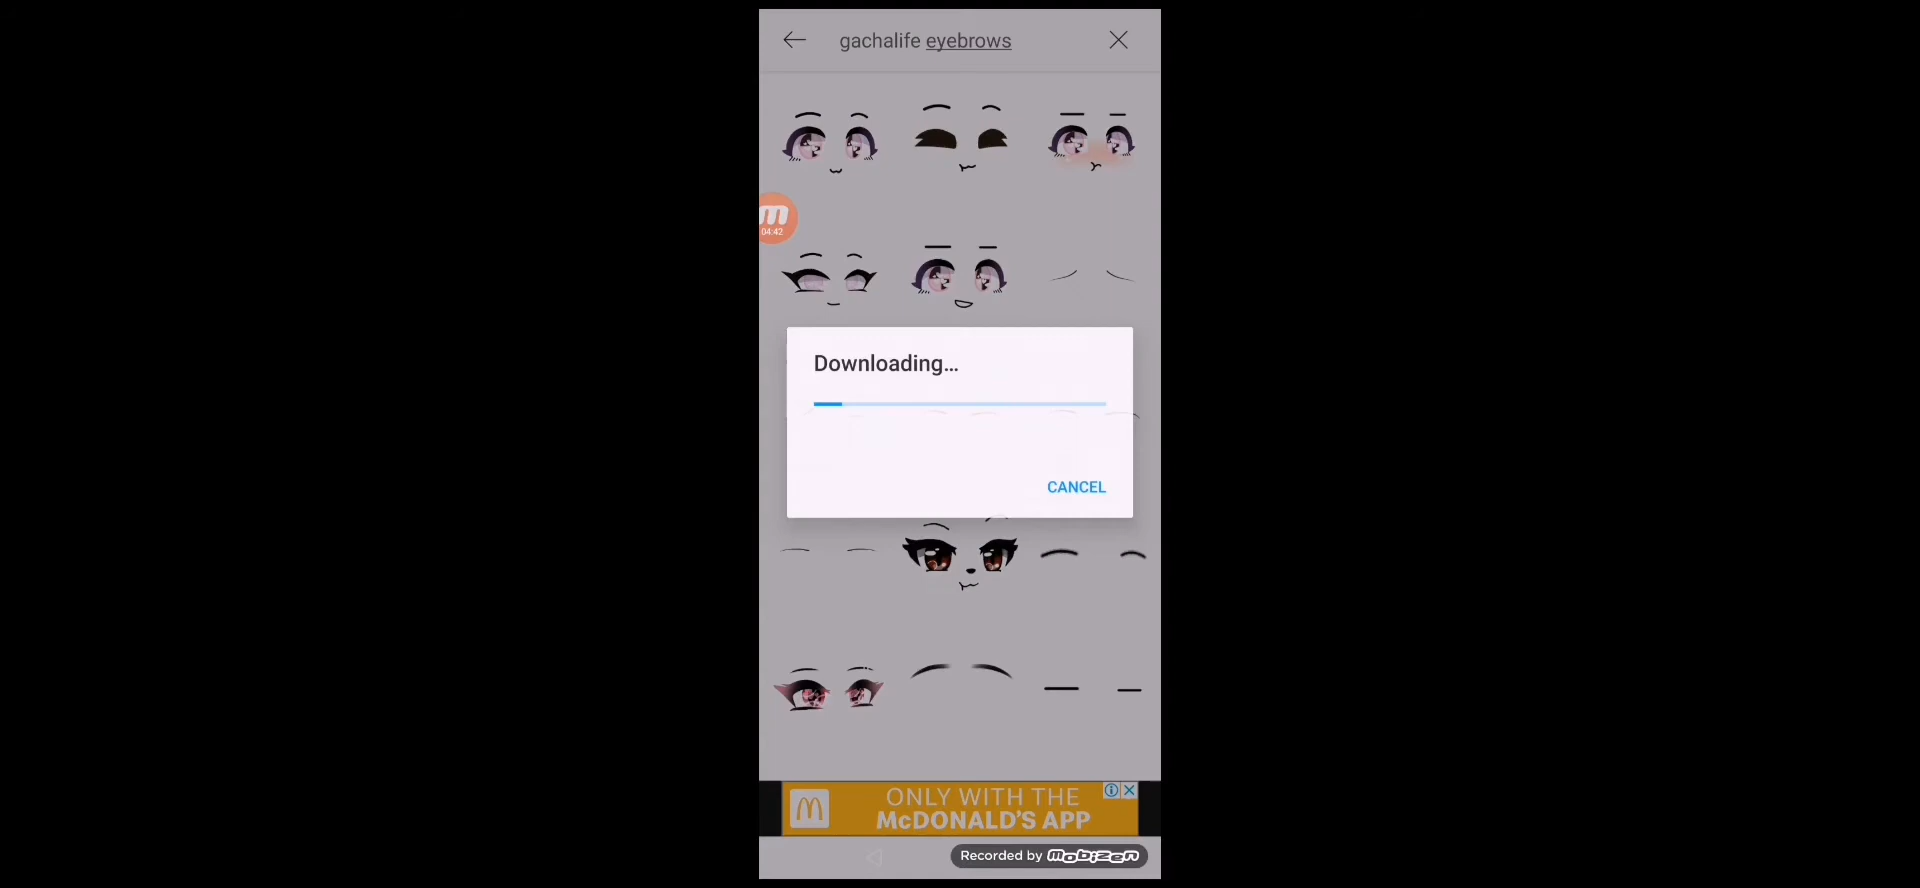 gachalife eyebrows
04:42
Downloading...
CANCEL
ONLY WITH THE
McDONALD'S APP
Recorded by mobizen